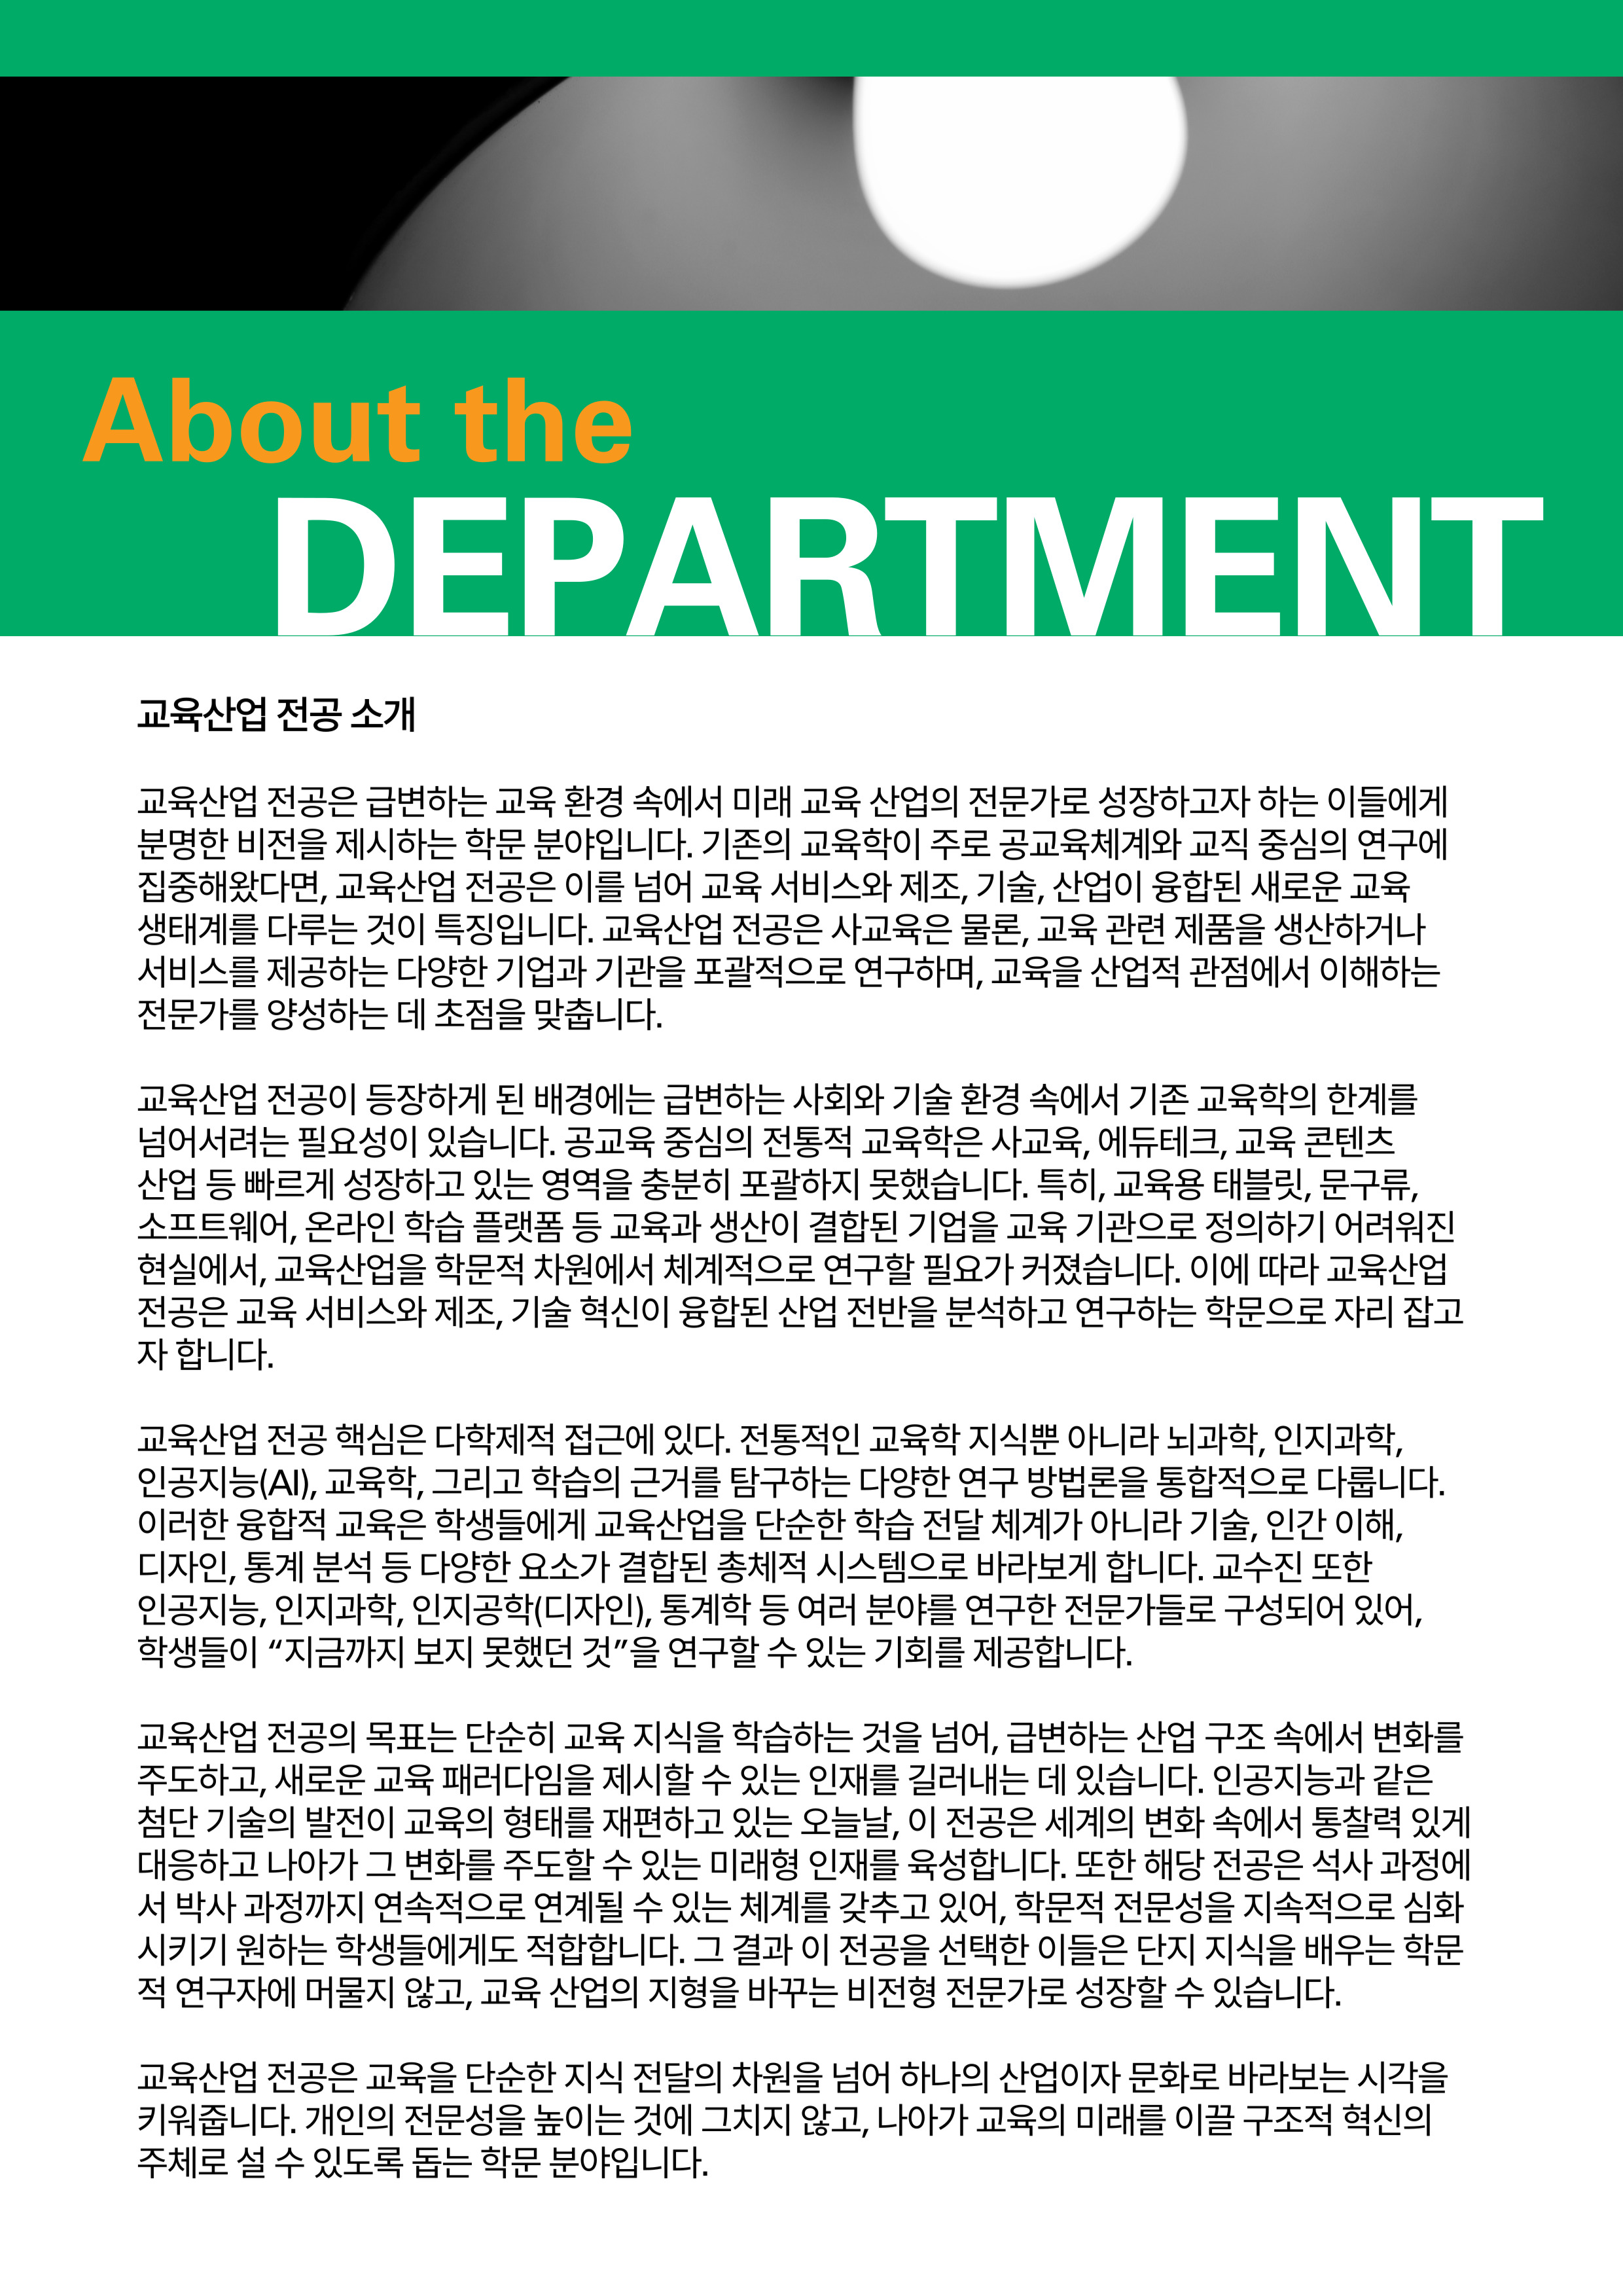 About the
DEPARTMENT
교육산업 전공 소개
교육산업 전공은 급변하는 교육 환경 속에서 미래 교육 산업의 전문가로 성장하고자 하는 이들에게
분명한 비전을 제시하는 학문 분야입니다. 기존의 교육학이 주로 공교육체계와 교직 중심의 연구에
집중해왔다면, 교육산업 전공은 이를 넘어 교육 서비스와 제조, 기술, 산업이 융합된 새로운 교육
생태계를 다루는 것이 특징입니다. 교육산업 전공은 사교육은 물론, 교육 관련 제품을 생산하거나
서비스를 제공하는 다양한 기업과 기관을 포괄적으로 연구하며, 교육을 산업적 관점에서 이해하는
전문가를 양성하는 데 초점을 맞춥니다.
교육산업 전공이 등장하게 된 배경에는 급변하는 사회와 기술 환경 속에서 기존 교육학의 한계를
넘어서려는 필요성이 있습니다. 공교육 중심의 전통적 교육학은 사교육, 에듀테크, 교육 콘텐츠
산업 등 빠르게 성장하고 있는 영역을 충분히 포괄하지 못했습니다. 특히, 교육용 태블릿, 문구류,
소프트웨어, 온라인 학습 플랫폼 등 교육과 생산이 결합된 기업을 교육 기관으로 정의하기 어려워진
현실에서, 교육산업을 학문적 차원에서 체계적으로 연구할 필요가 커졌습니다. 이에 따라 교육산업
전공은 교육 서비스와 제조, 기술 혁신이 융합된 산업 전반을 분석하고 연구하는 학문으로 자리 잡고
자 합니다.
교육산업 전공 핵심은 다학제적 접근에 있다. 전통적인 교육학 지식뿐 아니라 뇌과학, 인지과학,
인공지능(AI), 교육학, 그리고 학습의 근거를 탐구하는 다양한 연구 방법론을 통합적으로 다룹니다.
이러한 융합적 교육은 학생들에게 교육산업을 단순한 학습 전달 체계가 아니라 기술, 인간 이해,
디자인, 통계 분석 등 다양한 요소가 결합된 총체적 시스템으로 바라보게 합니다. 교수진 또한
인공지능, 인지과학, 인지공학(디자인), 통계학 등 여러 분야를 연구한 전문가들로 구성되어 있어,
학생들이 “지금까지 보지 못했던 것”을 연구할 수 있는 기회를 제공합니다.
교육산업 전공의 목표는 단순히 교육 지식을 학습하는 것을 넘어, 급변하는 산업 구조 속에서 변화를
주도하고, 새로운 교육 패러다임을 제시할 수 있는 인재를 길러내는 데 있습니다. 인공지능과 같은
첨단 기술의 발전이 교육의 형태를 재편하고 있는 오늘날, 이 전공은 세계의 변화 속에서 통찰력 있게
대응하고 나아가 그 변화를 주도할 수 있는 미래형 인재를 육성합니다. 또한 해당 전공은 석사 과정에
서 박사 과정까지 연속적으로 연계될 수 있는 체계를 갖추고 있어, 학문적 전문성을 지속적으로 심화
시키기 원하는 학생들에게도 적합합니다. 그 결과 이 전공을 선택한 이들은 단지 지식을 배우는 학문
적 연구자에 머물지 않고, 교육 산업의 지형을 바꾸는 비전형 전문가로 성장할 수 있습니다.
교육산업 전공은 교육을 단순한 지식 전달의 차원을 넘어 하나의 산업이자 문화로 바라보는 시각을
키워줍니다. 개인의 전문성을 높이는 것에 그치지 않고, 나아가 교육의 미래를 이끌 구조적 혁신의
주체로 설 수 있도록 돕는 학문 분야입니다.